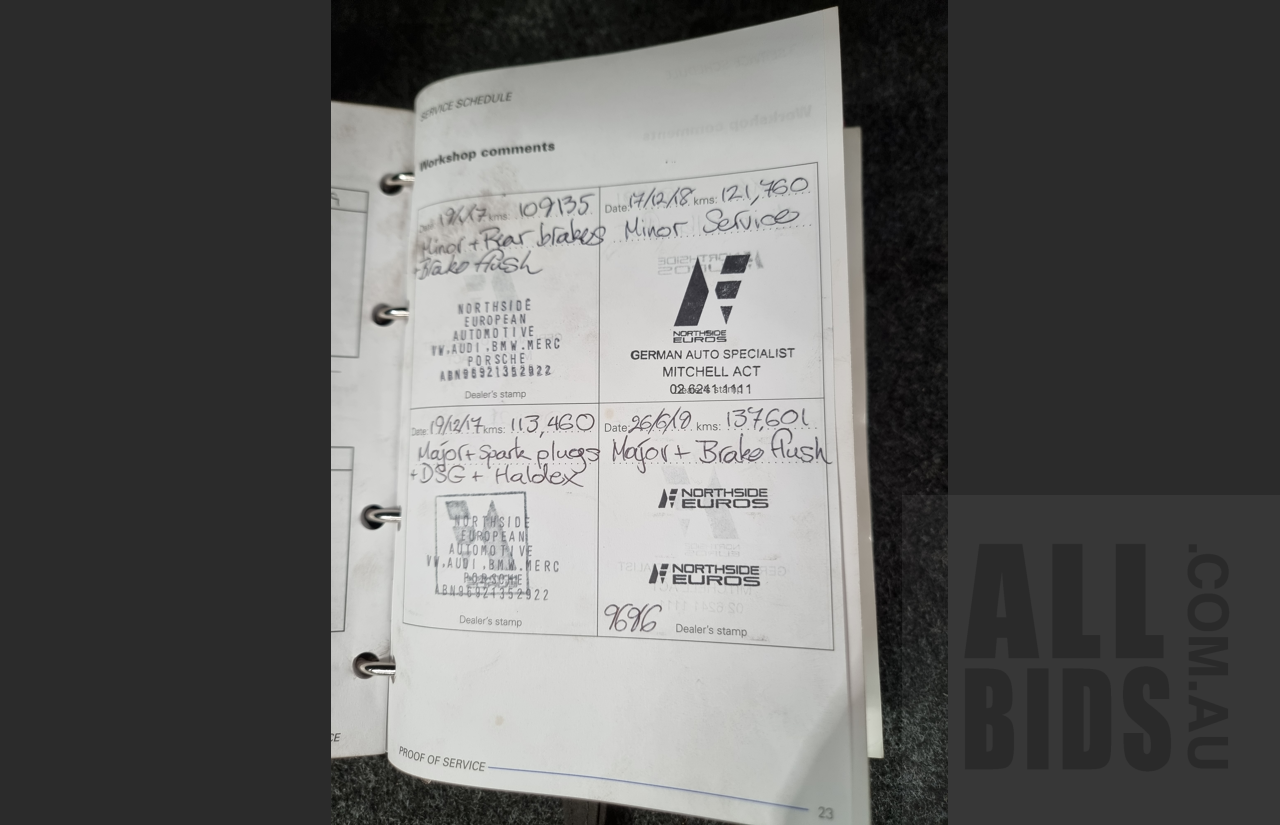 SERVICE SCHEDULE
Workshop comments
19/1/17 kms: 109135
Minor + Rear brakes
+Brake flush
NORTHSIDE
EUROPEAN
AUTOMOTIVE
VW.AUDI.BMW.MERC
PORSCHE
ABN96921352922
Dealer's stamp
Date: 17/12/18 kms: 121,760
Minor Service
NORTHSIDE
EUROS
GERMAN AUTO SPECIALIST
MITCHELL ACT
02 6241 1111
Date: 19/12/17 kms: 113,460
Major + Spark plugs
+DSG + Haldex
NORTHSIDE
EUROPEAN
AUTOMOTIVE
VW.AUDI.BMW.MERC
PORSCHE
ABN96921352922
Dealer's stamp
Date: 26/6/19 kms: 137,601
Major + Brake flush
NORTHSIDE
EUROS
NORTHSIDE
EUROS
9696 Dealer's stamp
PROOF OF SERVICE
23
ALL
BIDS
.COM.AU